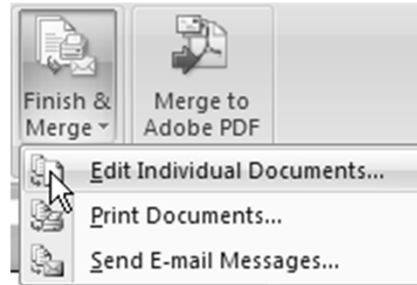 Finish & Merge to
Merge Adobe PDF
Edit Individual Documents...
Print Documents...
Send E-mail Messages...